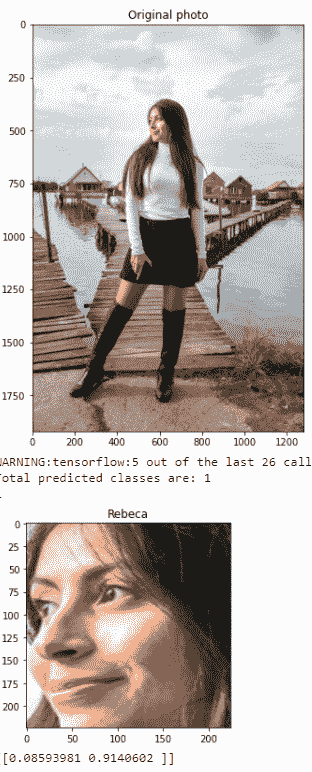 Original photo
0
250
500
750
1000
1250
1500
1750
0 200 400 600 800 1000 1200
WARNING:tensorflow:5 out of the last 26 call
Total predicted classes are: 1
Rebeca
0
25
50
75
100
125
150
175
200
0 50 100 150 200
[[0.08593981 0.9140602 ]]